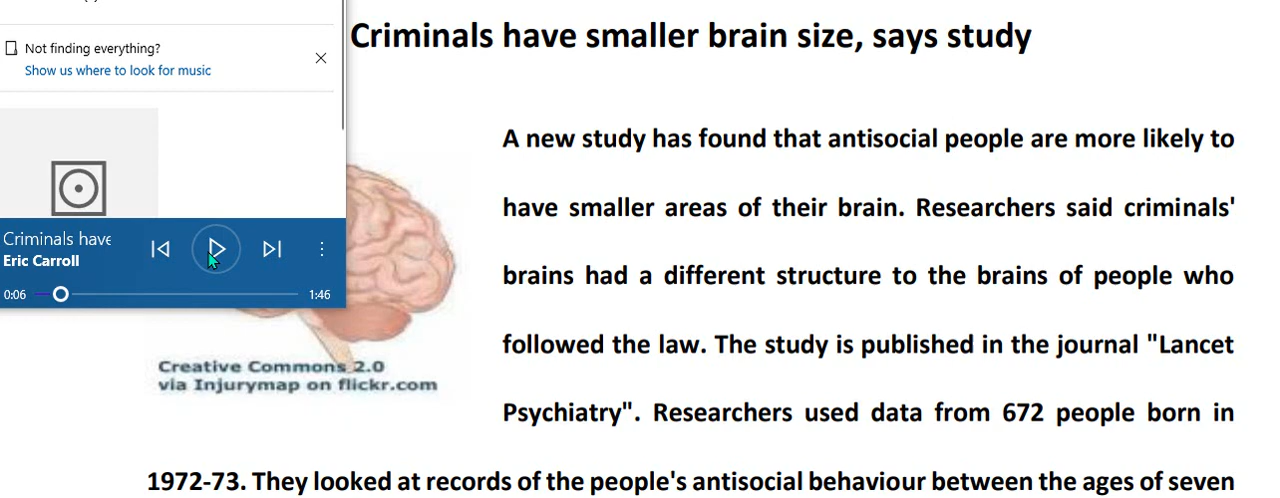 Not finding everything?
Show us where to look for music
Criminals have
Eric Carroll
0:06
1:46
Criminals have smaller brain size, says study
A new study has found that antisocial people are more likely to
have smaller areas of their brain. Researchers said criminals'
brains had a different structure to the brains of people who
followed the law. The study is published in the journal "Lancet
Psychiatry". Researchers used data from 672 people born in
Creative Commons 2.0
via Injurymap on flickr.com
1972-73. They looked at records of the people's antisocial behaviour between the ages of seven